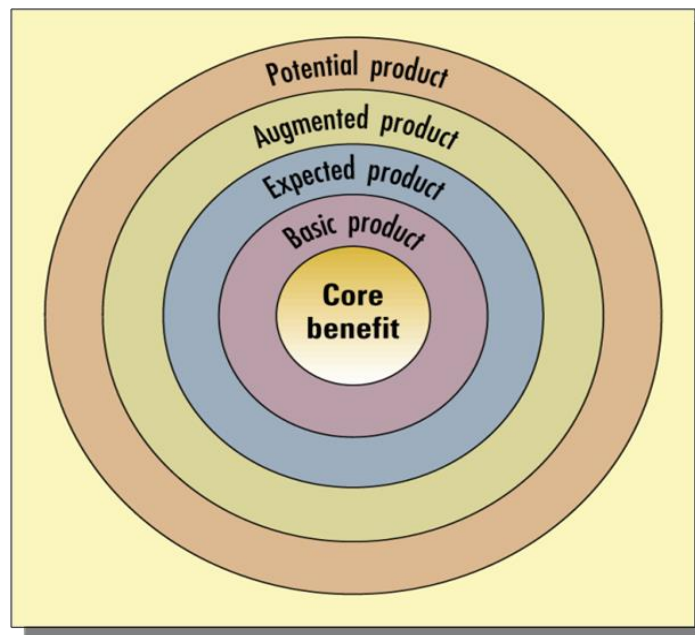 Potential product
Augmented product
Expected product
Basic product
Core
benefit